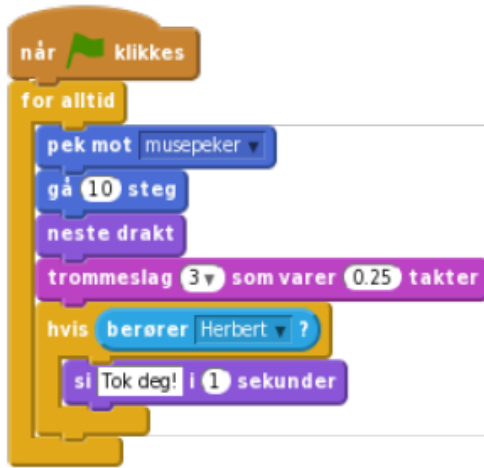 når klikkes
for alltid
pek mot musepeker
gå 10 steg
neste drakt
trommeslag 3 som varer 0.25 takter
hvis berører Herbert ?
si Tok deg! i 1 sekunder